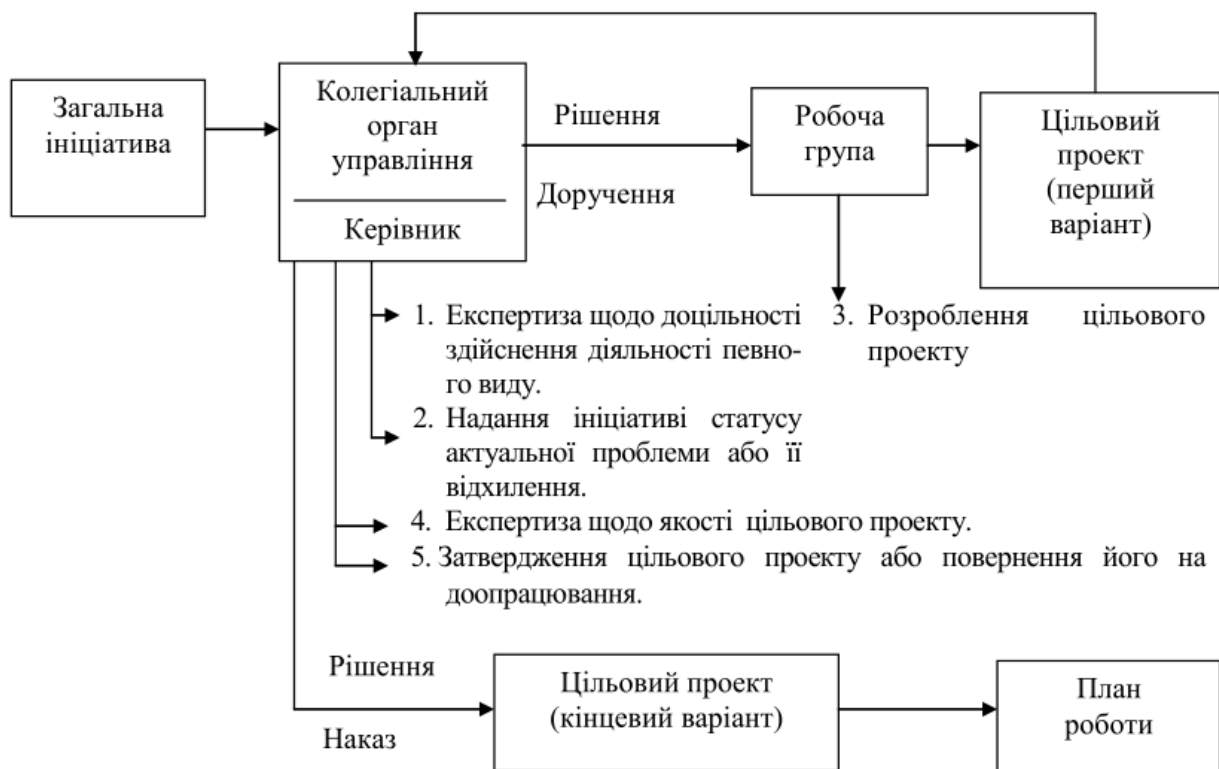 Загальна
ініціатива
Колегіальний
орган
управління
Керівник
Рішення
Доручення
Робоча
група
Цільовий
проект
(перший
варіант)
1. Експертиза щодо доцільності
здійснення діяльності певно-
го виду.
2. Надання ініціативі статусу
актуальної проблеми або її
відхилення.
3. Розроблення цільового
проекту
4. Експертиза щодо якості цільового проекту.
5. Затвердження цільового проекту або повернення його на
доопрацювання.
Рішення
Наказ
Цільовий проект
(кінцевий варіант)
План
роботи